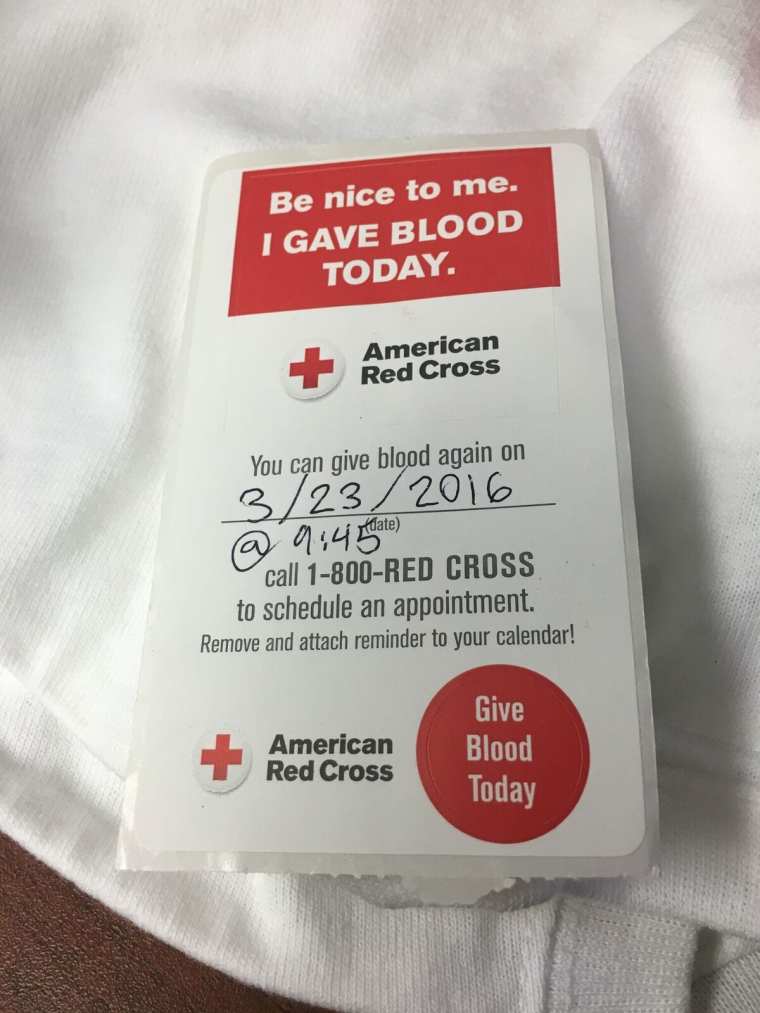 Be nice to me.
I GAVE BLOOD
TODAY.
American
Red Cross
You can give blood again on
3/23/2016
(date)
@ 9:45
call 1-800-RED CROSS
to schedule an appointment.
Remove and attach reminder to your calendar!
American
Red Cross
Give
Blood
Today